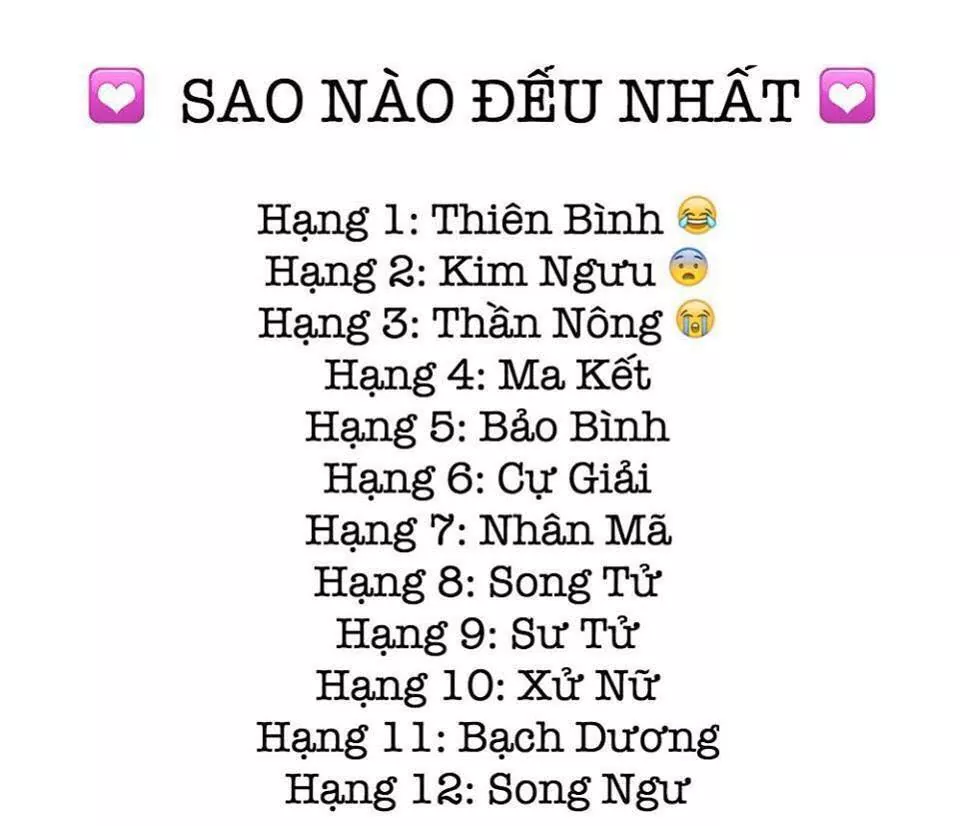 SAO NÀO ĐẾU NHẤT
Hạng 1: Thiên Bình 😂
Hạng 2: Kim Ngưu 😨
Hạng 3: Thần Nông 😭
Hạng 4: Ma Kết
Hạng 5: Bảo Bình
Hạng 6: Cự Giải
Hạng 7: Nhân Mã
Hạng 8: Song Tử
Hạng 9: Sư Tử
Hạng 10: Xử Nữ
Hạng 11: Bạch Dương
Hạng 12: Song Ngư